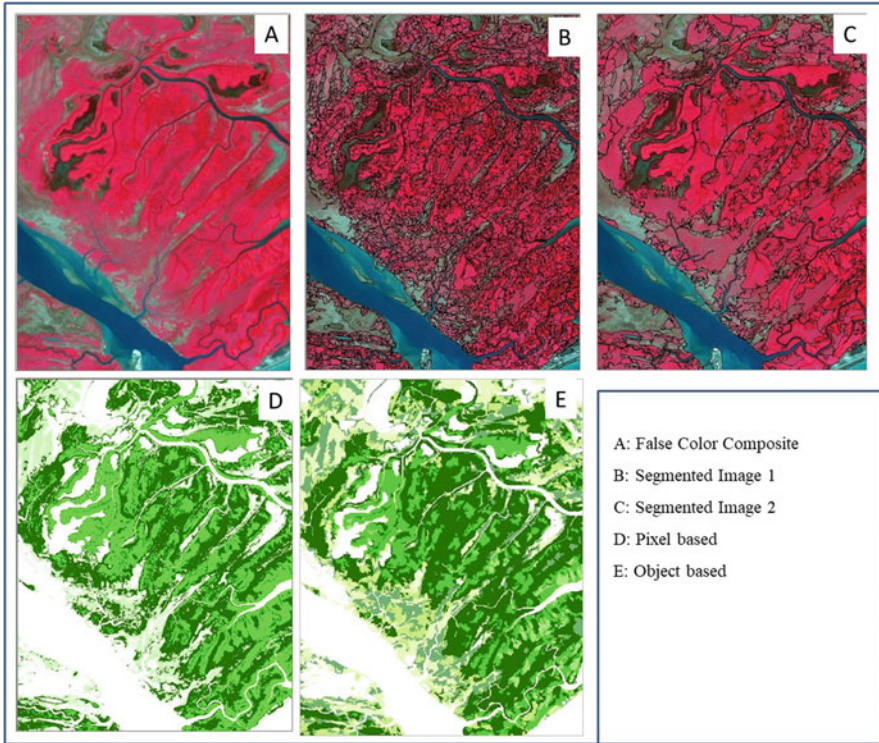 A
B
C
D
E
A: False Color Composite
B: Segmented Image 1
C: Segmented Image 2
D: Pixel based
E: Object based